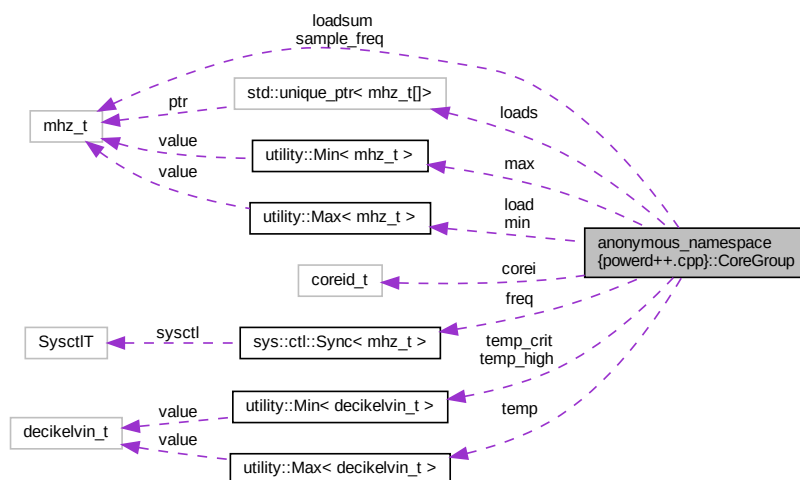 loadsum
sample_freq
std::unique_ptr< mhz_t[]>
ptr
loads
mhz_t
value
utility::Min< mhz_t >
max
value
utility::Max< mhz_t >
load
min
anonymous_namespace
{powerd++.cpp}::CoreGroup
coreid_t
corei
freq
SysctlT
sysctl
sys::ctl::Sync< mhz_t >
temp_crit
temp_high
utility::Min< decikelvin_t >
value
temp
decikelvin_t
value
utility::Max< decikelvin_t >